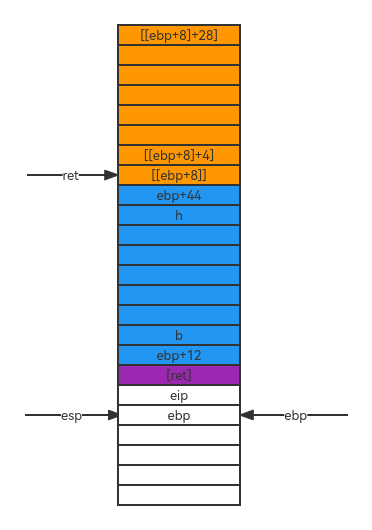 [[ebp+8]+28]
[[ebp+8]+4]
ret
[[ebp+8]]
ebp+44
h
b
ebp+12
[ret]
eip
esp
ebp
ebp